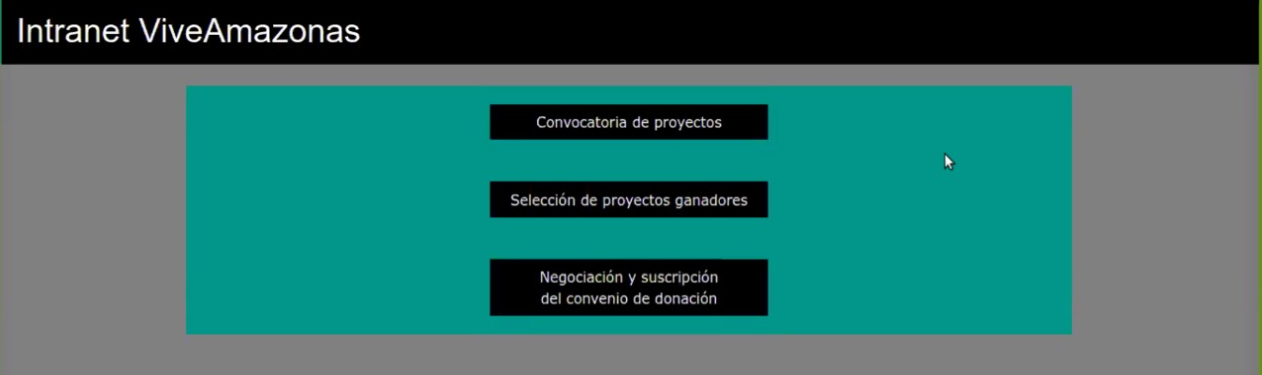 Intranet ViveAmazonas
Convocatoria de proyectos
Selección de proyectos ganadores
Negociación y suscripción
del convenio de donación